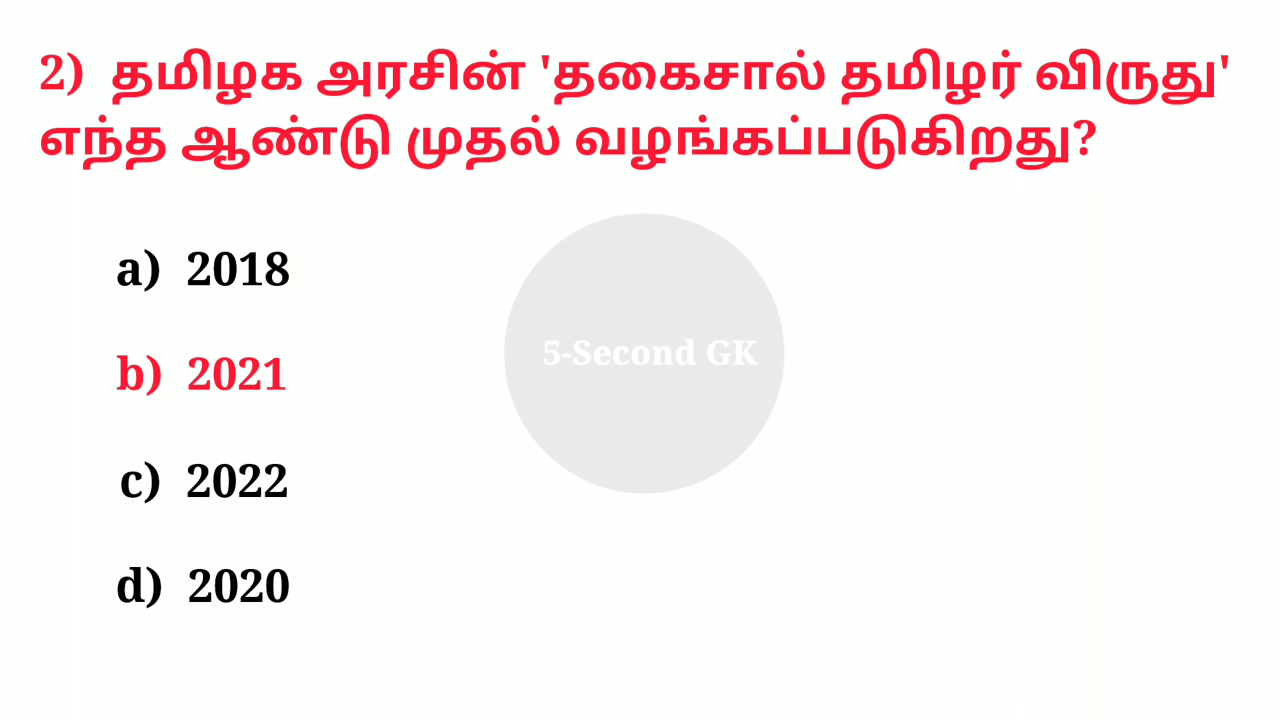 2) தமிழக அரசின் 'தகைசால் தமிழர் விருது'
எந்த ஆண்டு முதல் வழங்கப்படுகிறது?
a) 2018
b) 2021
5-Second GK
c) 2022
d) 2020